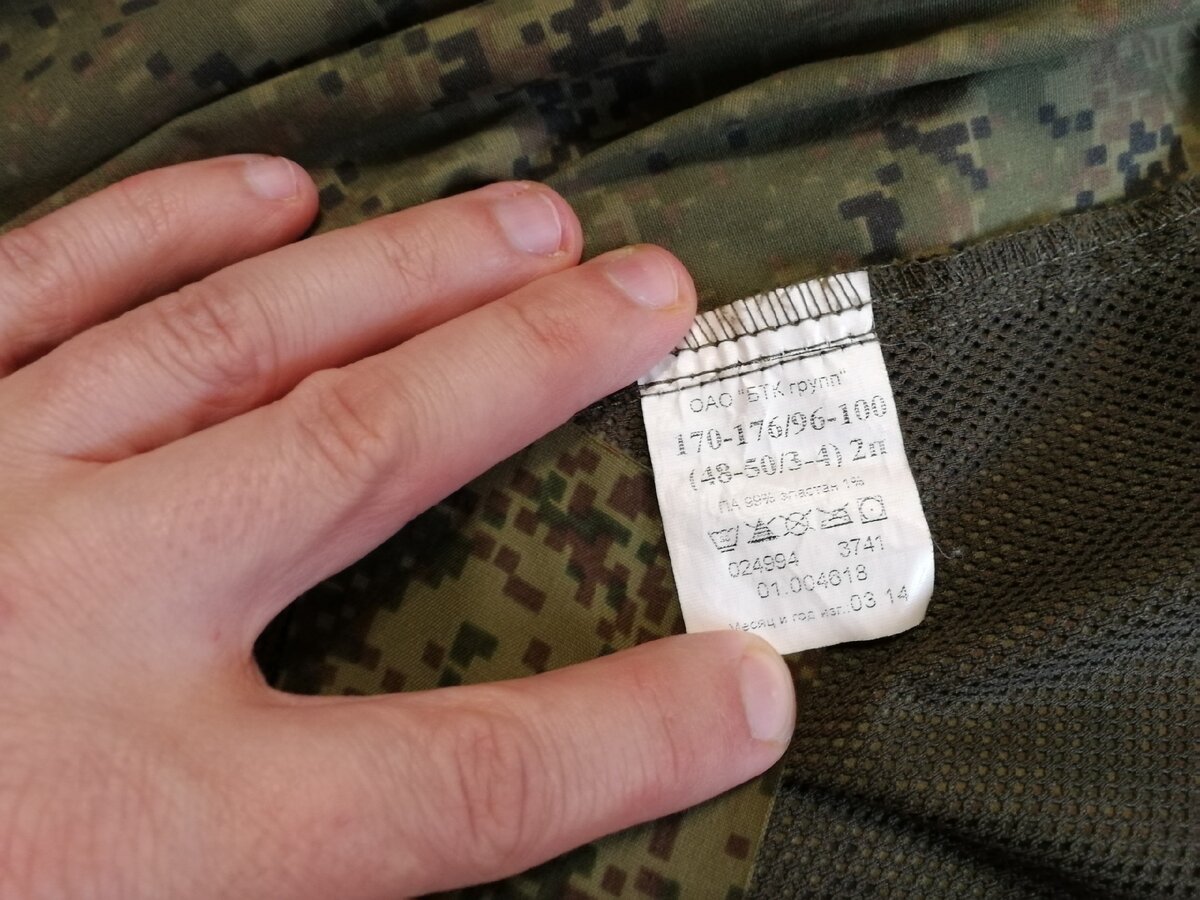 ОАО "БТК групп"
170-176/96-100
(48-50/3-4) 2п
ПА 99% эластан 1%
024994 3741
01.004618
Месяц и год изг.:03 14